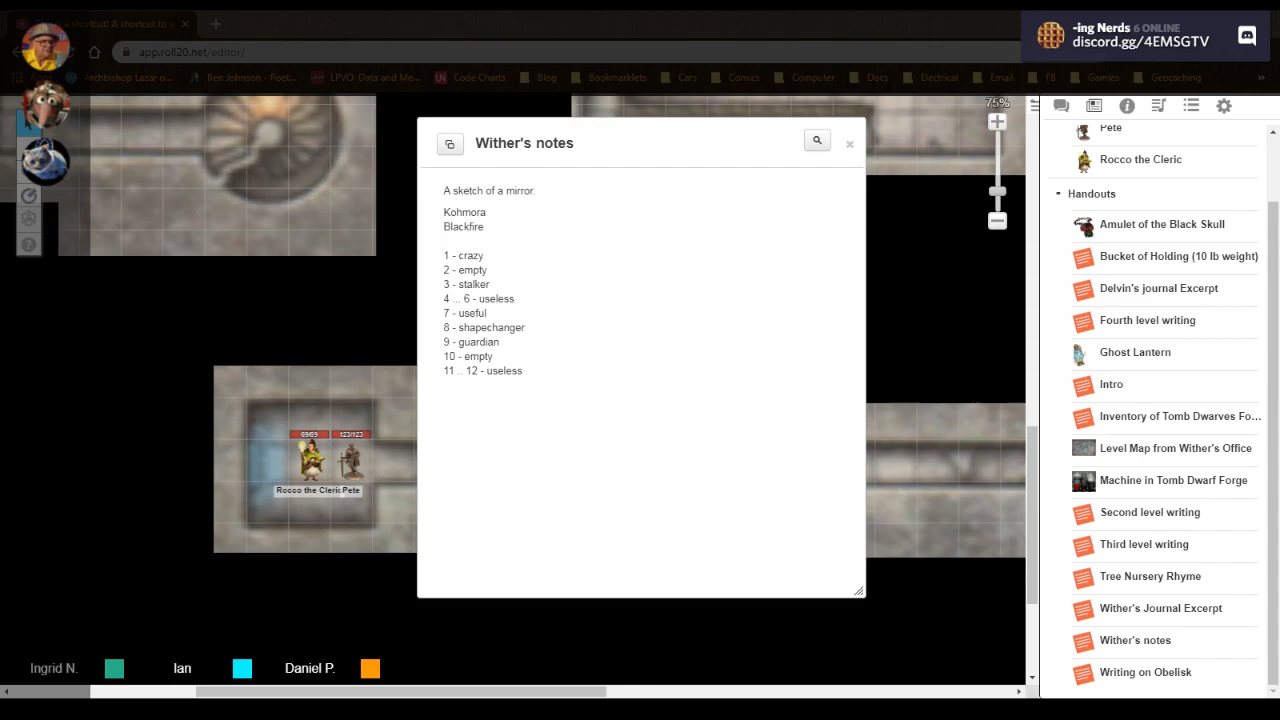 a shortcut! A shortcut to
-ing Nerds 6 ONLINE
discord.gg/4EMSGTV
app.roll20.net/editor/
Archbishop Lazar o...
Ben Johnson - Poet...
LPVO: Data and Me...
Code Charts
Blog
Bookmarklets
Cars
Comics
Computer
Docs
Electrical
Email
FB
Games
Geocaching
75%
Wither's notes
A sketch of a mirror.
Kohmora
Blackfire
1 - crazy
2 - empty
3 - stalker
4 ... 6 - useless
7 - useful
8 - shapechanger
9 - guardian
10 - empty
11 .. 12 - useless
69/69
123/123
Rocco the Cleric
Pete
Ingrid N.
Ian
Daniel P.
Pete
Rocco the Cleric
Handouts
Amulet of the Black Skull
Bucket of Holding (10 lb weight)
Delvin's journal Excerpt
Fourth level writing
Ghost Lantern
Intro
Inventory of Tomb Dwarves Fo...
Level Map from Wither's Office
Machine in Tomb Dwarf Forge
Second level writing
Third level writing
Tree Nursery Rhyme
Wither's Journal Excerpt
Wither's notes
Writing on Obelisk